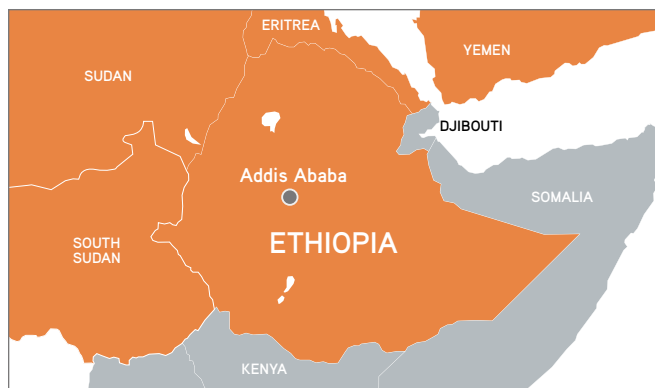 ERITREA
YEMEN
SUDAN
DJIBOUTI
Addis Ababa
SOMALIA
ETHIOPIA
SOUTH
SUDAN
KENYA